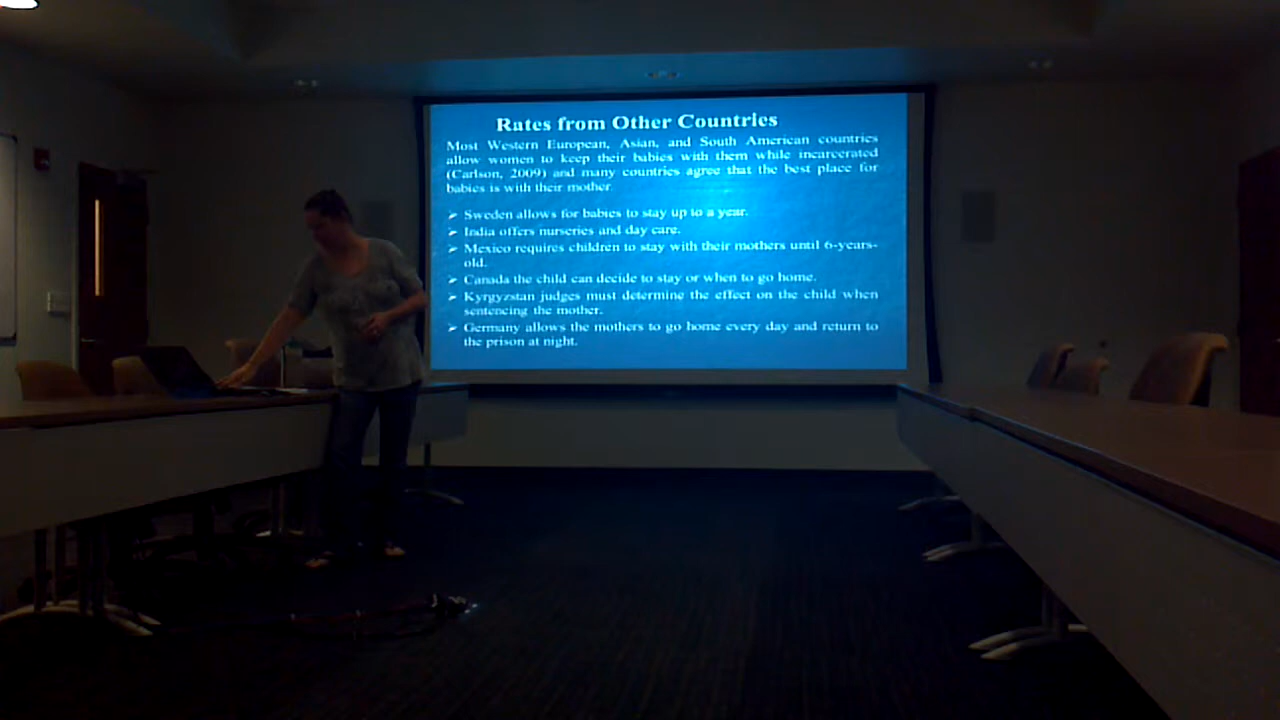 Rates from Other Countries
Most Western European, Asian, and South American countries
allow women to keep their babies with them while incarcerated
(Carlson, 2009) and many countries agree that the best place for
babies is with their mother.
➢ Sweden allows for babies to stay up to a year.
➢ India offers nurseries and day care.
➢ Mexico requires children to stay with their mothers until 6-years-
old.
➢ Canada the child can decide to stay or when to go home.
➢ Kyrgyzstan judges must determine the effect on the child when
sentencing the mother.
➢ Germany allows the mothers to go home every day and return to
the prison at night.